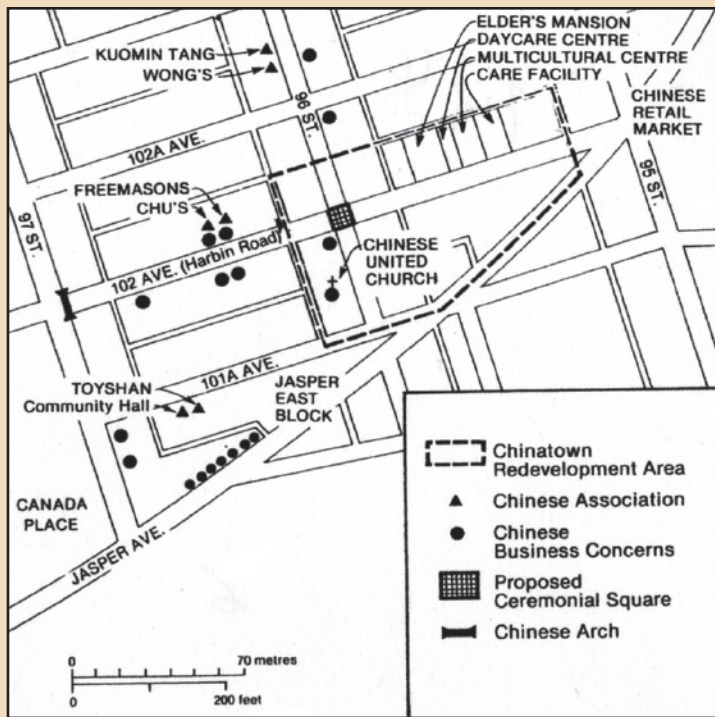 ELDER'S MANSION
DAYCARE CENTRE
MULTICULTURAL CENTRE
CARE FACILITY
KUOMIN TANG
WONG'S
96 ST.
CHINESE
RETAIL
MARKET
102A AVE.
95 ST.
FREEMASONS
CHU'S
97 ST.
102 AVE. (Harbin Road)
CHINESE
UNITED
CHURCH
101A AVE.
TOYSHAN
Community Hall
JASPER
EAST
BLOCK
CANADA
PLACE
JASPER AVE.
Chinatown
Redevelopment Area
Chinese Association
Chinese
Business Concerns
Proposed
Ceremonial Square
Chinese Arch
0 70 metres
0 200 feet